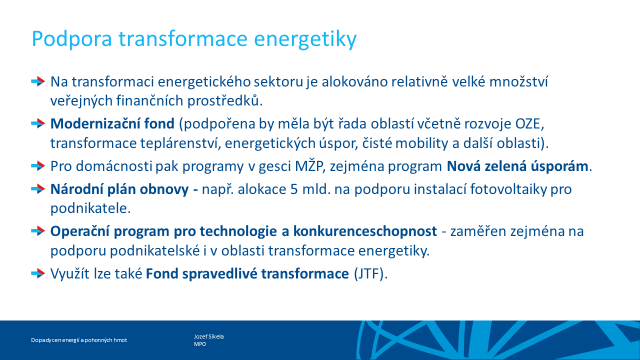 Podpora transformace energetiky
Na transformaci energetického sektoru je alokováno relativně velké množství
veřejných finančních prostředků.
Modernizační fond (podpořena by měla být řada oblastí včetně rozvoje OZE,
transformace teplárenství, energetických úspor, čisté mobility a další oblasti).
Pro domácnosti pak programy v gesci MŽP, zejména program Nová zelená úsporám.
Národní plán obnovy - např. alokace 5 mld. na podporu instalací fotovoltaiky pro
podnikatele.
Operační program pro technologie a konkurenceschopnost - zaměřen zejména na
podporu podnikatelské i v oblasti transformace energetiky.
Využít lze také Fond spravedlivé transformace (JTF).
Dopady cen energií a pohonných hmot
Jozef Síkela
MPO